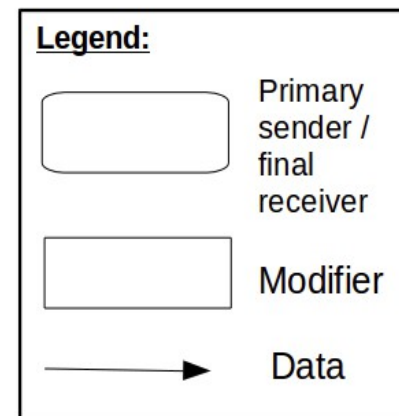 Legend:
Primary
sender /
final
receiver
Modifier
Data